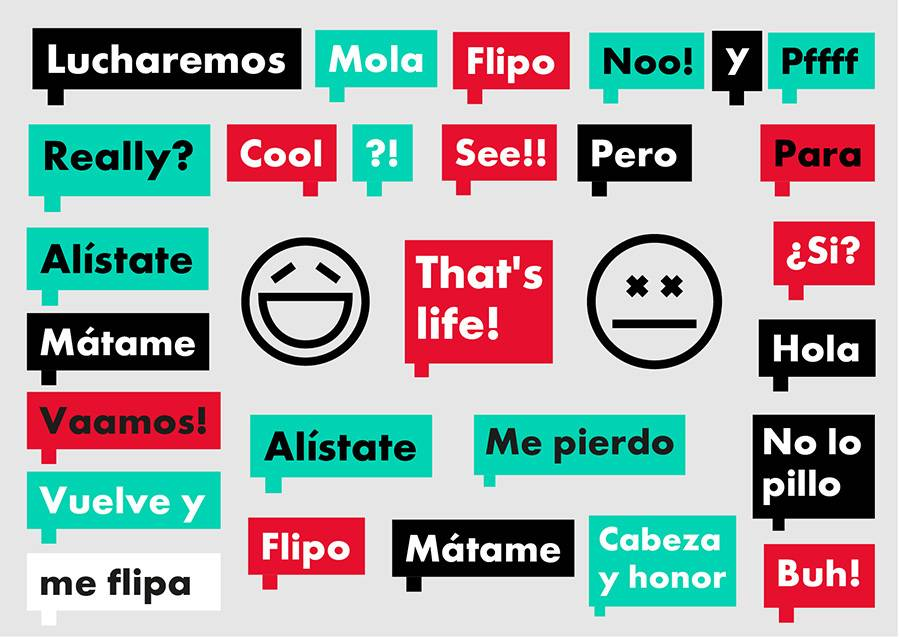 Lucharemos
Mola
Flipo
Noo!
y
Pffff
Really?
Cool
?!
See!!
Pero
Para
Alístate
That's
life!
¿Si?
Mátame
Hola
Vaamos!
Alístate
Me pierdo
No lo
pillo
Vuelve y
Flipo
Mátame
Cabeza
y honor
me flipa
Buh!